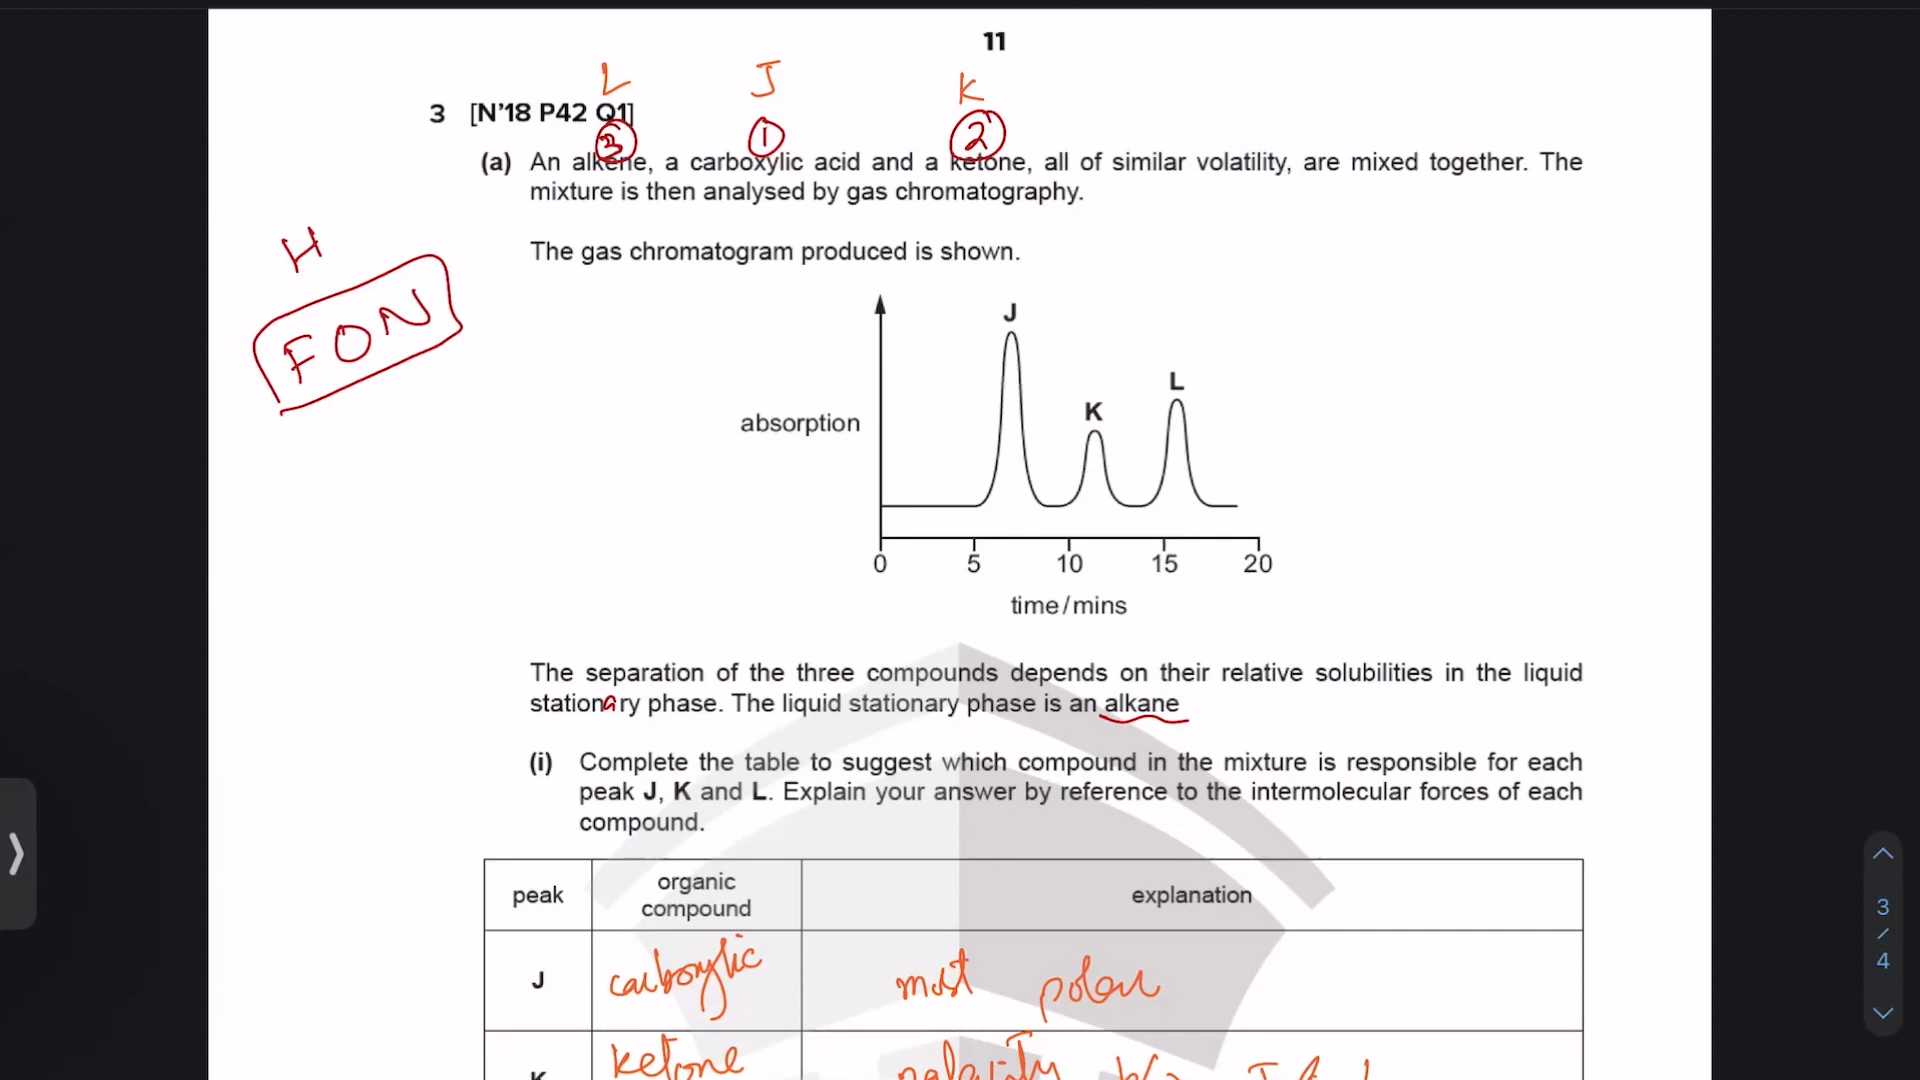 11
L J K
3 [N'18 P42 Q1]
3 1 2
(a) An alkene, a carboxylic acid and a ketone, all of similar volatility, are mixed together. The
mixture is then analysed by gas chromatography.
H
The gas chromatogram produced is shown.
FON
J
L
K
absorption
0 5 10 15 20
time/mins
The separation of the three compounds depends on their relative solubilities in the liquid
stationary phase. The liquid stationary phase is an alkane
(i) Complete the table to suggest which compound in the mixture is responsible for each
peak J, K and L. Explain your answer by reference to the intermolecular forces of each
compound.
peak organic compound explanation
J carboxylic most polar
K ketone polarity b/w J & L
3
/
4